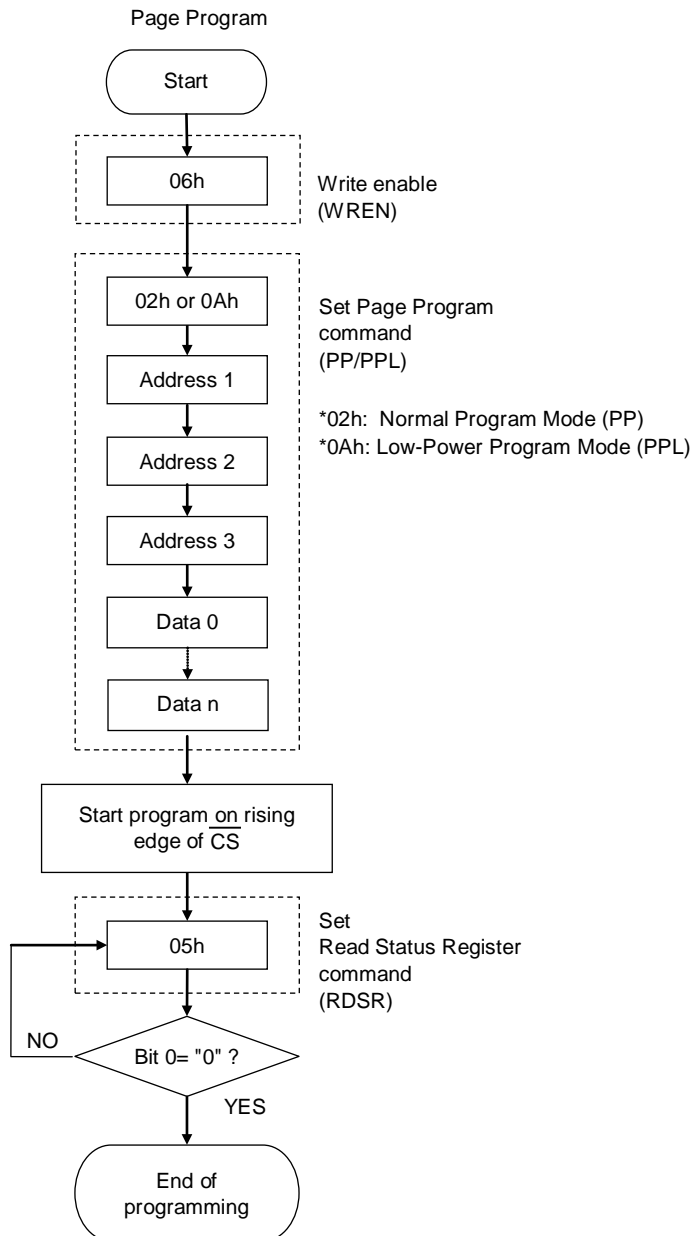 Page Program
Start
06h
Write enable
(WREN)
02h or 0Ah
Set Page Program
command
(PP/PPL)
Address 1
*02h: Normal Program Mode (PP)
*0Ah: Low-Power Program Mode (PPL)
Address 2
Address 3
Data 0
Data n
Start program on rising
edge of C̅S̅
05h
Set
Read Status Register
command
(RDSR)
NO
Bit 0= "0" ?
YES
End of
programming